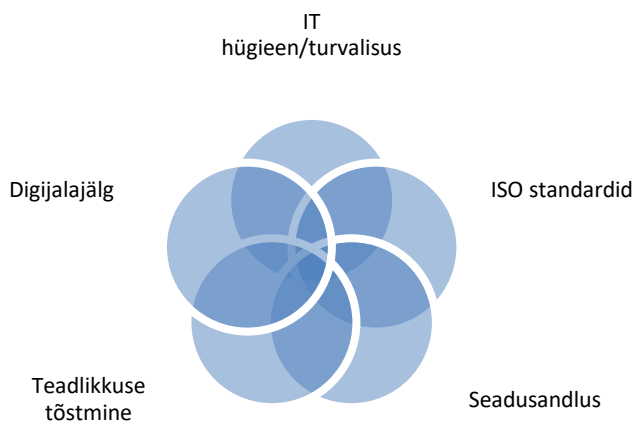 IT
hügieen/turvalisus
Digijalajälg
ISO standardid
Teadlikkuse
tõstmine
Seadusandlus